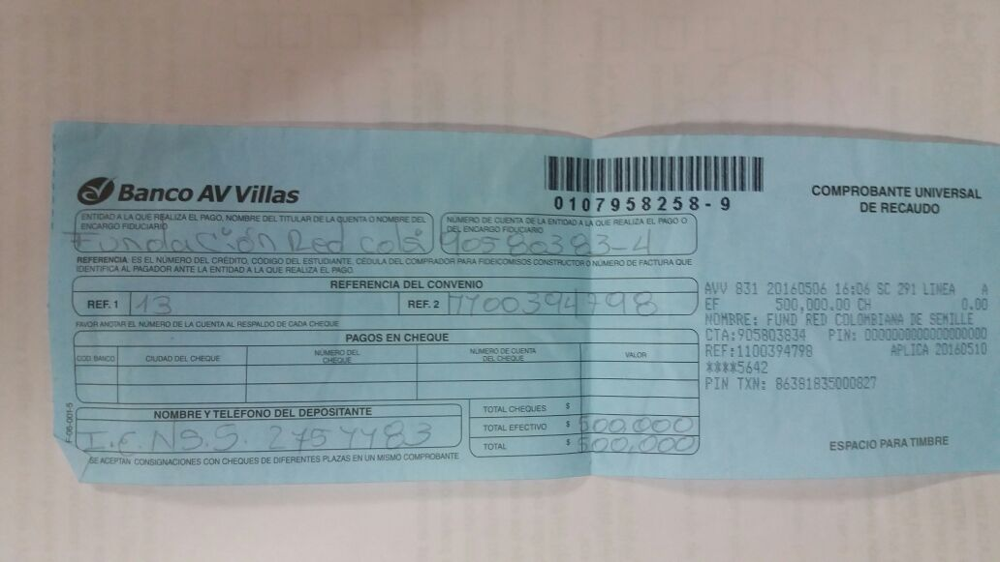 Banco AV Villas
0107958258-9
COMPROBANTE UNIVERSAL
DE RECAUDO
ENTIDAD A LA QUE REALIZA EL PAGO, NOMBRE DEL TITULAR DE LA CUENTA O NOMBRE DEL
ENCARGO FIDUCIARIO
Fundación Red Colo
NÚMERO DE CUENTA DE LA ENTIDAD A LA QUE REALIZA EL PAGO O
DEL ENCARGO FIDUCIARIO
90580383-4
REFERENCIA: ES EL NÚMERO DEL CRÉDITO, CÓDIGO DEL ESTUDIANTE, CÉDULA DEL COMPRADOR PARA FIDEICOMISOS CONSTRUCTOR O NÚMERO DE FACTURA QUE
IDENTIFICA AL PAGADOR ANTE LA ENTIDAD A LA QUE REALIZA EL PAGO
REFERENCIA DEL CONVENIO
REF. 1 13 REF. 2 1100394798
FAVOR ANOTAR EL NÚMERO DE LA CUENTA AL RESPALDO DE CADA CHEQUE
PAGOS EN CHEQUE
COD. BANCO CIUDAD DEL CHEQUE NÚMERO DEL CHEQUE NÚMERO DE CUENTA DEL CHEQUE VALOR
NOMBRE Y TELÉFONO DEL DEPOSITANTE
I.E.N.S.S. 2757783
TOTAL CHEQUES $
TOTAL EFECTIVO $ 500,000
TOTAL $ 500,000
SE ACEPTAN CONSIGNACIONES CON CHEQUES DE DIFERENTES PLAZAS EN UN MISMO COMPROBANTE
F-06-001-5
AVV 831 20160506 16:06 SC 291 LINEA A
EF 500,000.00 CH 0.00
NOMBRE: FUND RED COLOMBIANA DE SEMILLE
CTA:905803834 PIN: 0000000000000000000
REF:1100394798 APLICA 20160510
****5642
PIN TXN: 86381835000827
ESPACIO PARA TIMBRE